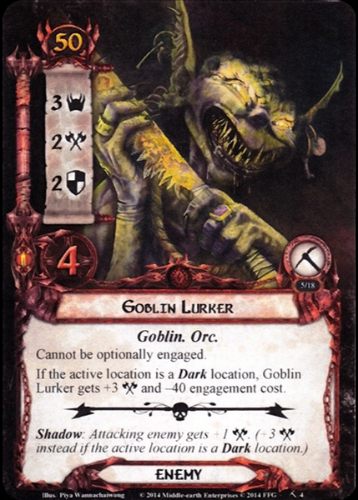 50
3
2
2
4
5/18
GOBLIN LURKER
Goblin. Orc.
Cannot be optionally engaged.
If the active location is a Dark location, Goblin
Lurker gets +3 and –40 engagement cost.
Shadow: Attacking enemy gets +1 . (+3
instead if the active location is a Dark location.)
ENEMY
Illus. Piya Wannachaiwong © 2014 Middle-earth Enterprises © 2014 FFG 4